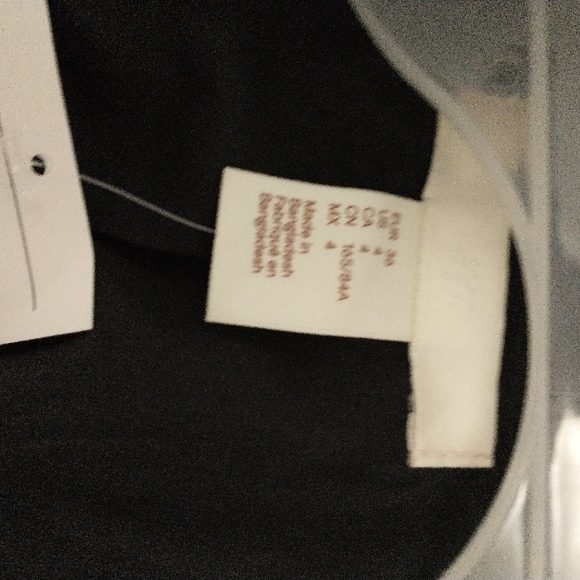 EUR 36
US 4
CA 4
CN 165/84A
MX 4
Made in
Bangladesh
Fabriqué en
Bangladesh